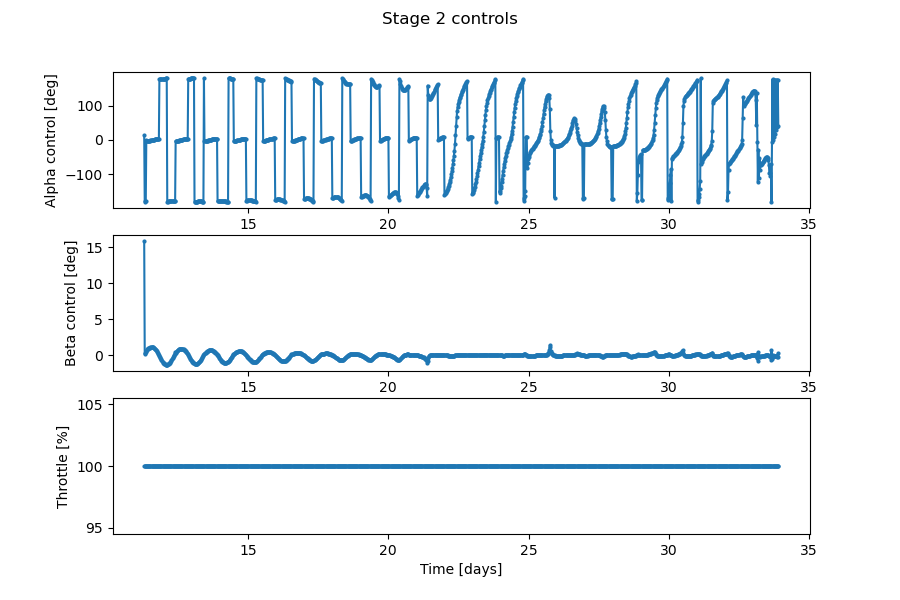 Stage 2 controls
Alpha control [deg]
100
0
−100
15 20 25 30 35
Beta control [deg]
15
10
5
0
15 20 25 30 35
Throttle [%]
105
100
95
15 20 25 30 35
Time [days]